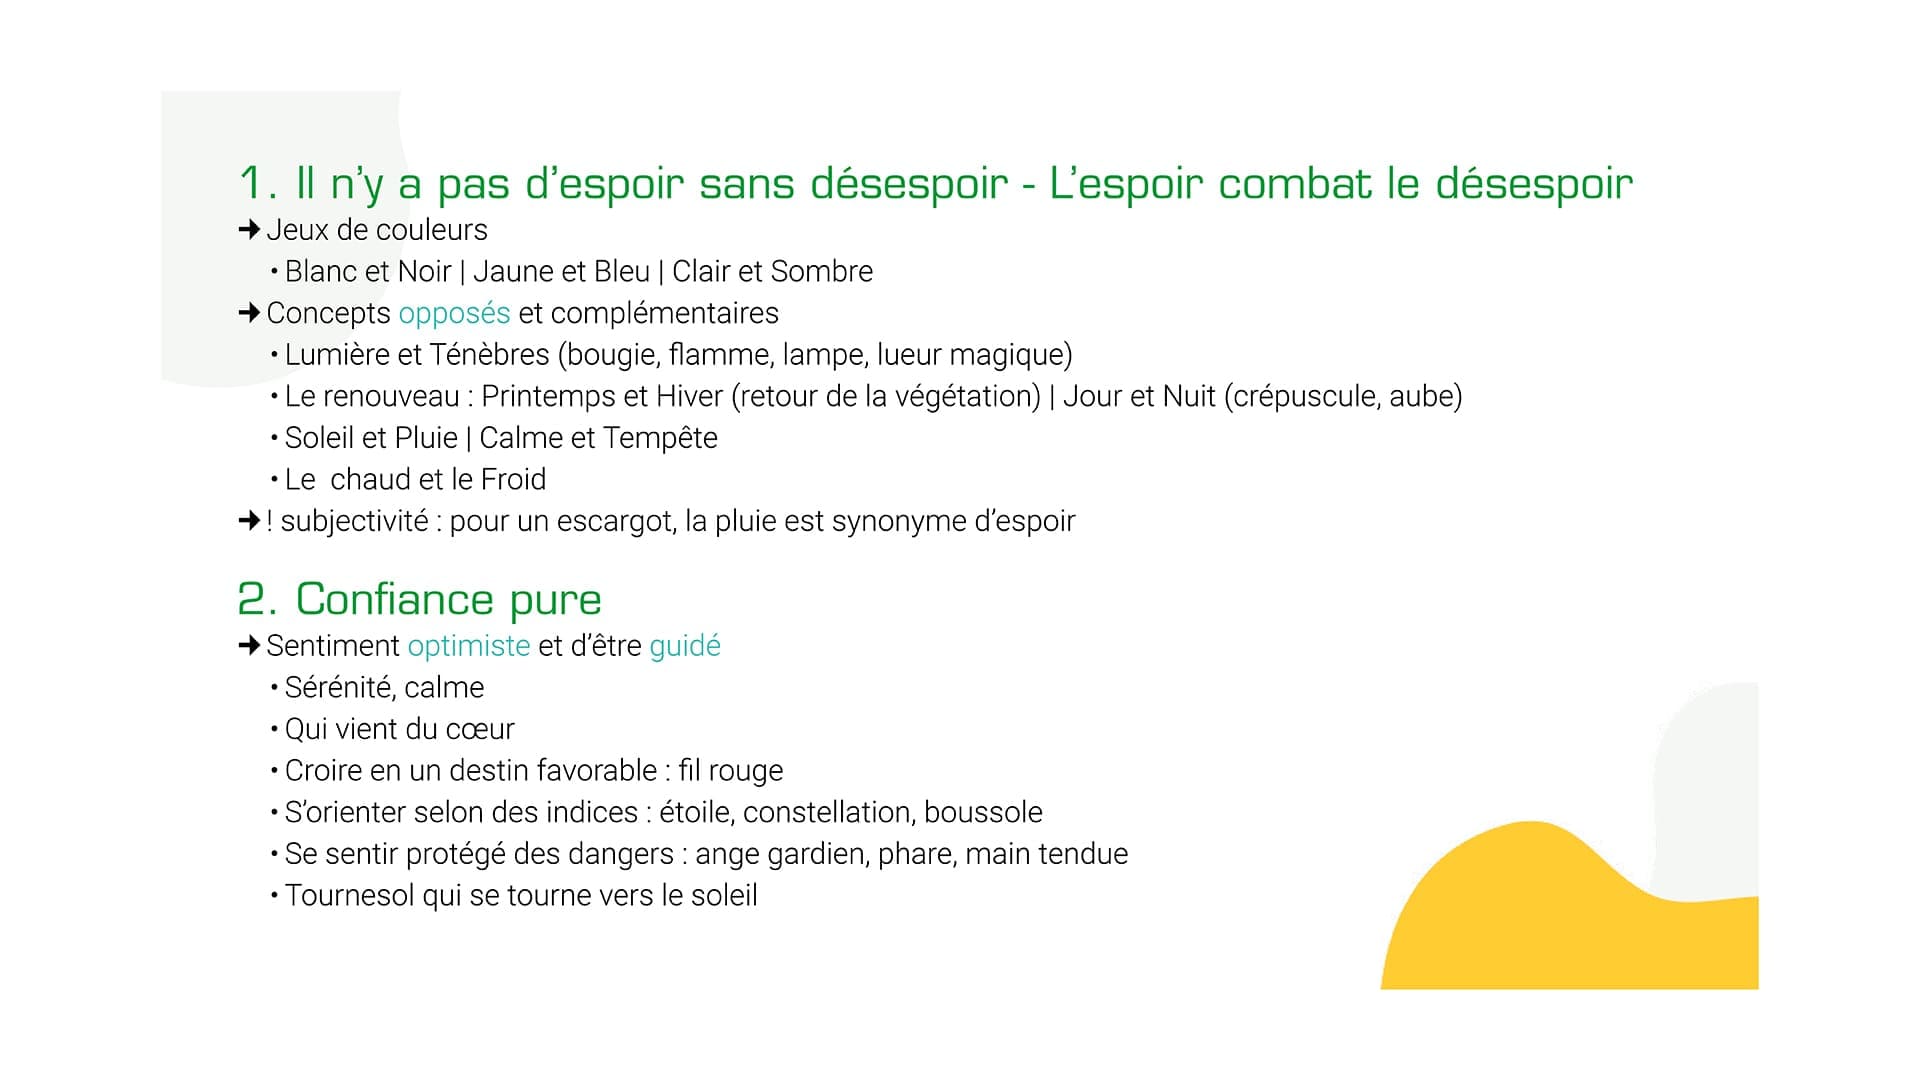 1. Il n’y a pas d’espoir sans désespoir - L’espoir combat le désespoir
➜ Jeux de couleurs
• Blanc et Noir | Jaune et Bleu | Clair et Sombre
➜ Concepts opposés et complémentaires
• Lumière et Ténèbres (bougie, flamme, lampe, lueur magique)
• Le renouveau : Printemps et Hiver (retour de la végétation) | Jour et Nuit (crépuscule, aube)
• Soleil et Pluie | Calme et Tempête
• Le  chaud et le Froid
➜ ! subjectivité : pour un escargot, la pluie est synonyme d’espoir
2. Confiance pure
➜ Sentiment optimiste et d’être guidé
• Sérénité, calme
• Qui vient du cœur
• Croire en un destin favorable : fil rouge
• S’orienter selon des indices : étoile, constellation, boussole
• Se sentir protégé des dangers : ange gardien, phare, main tendue
• Tournesol qui se tourne vers le soleil